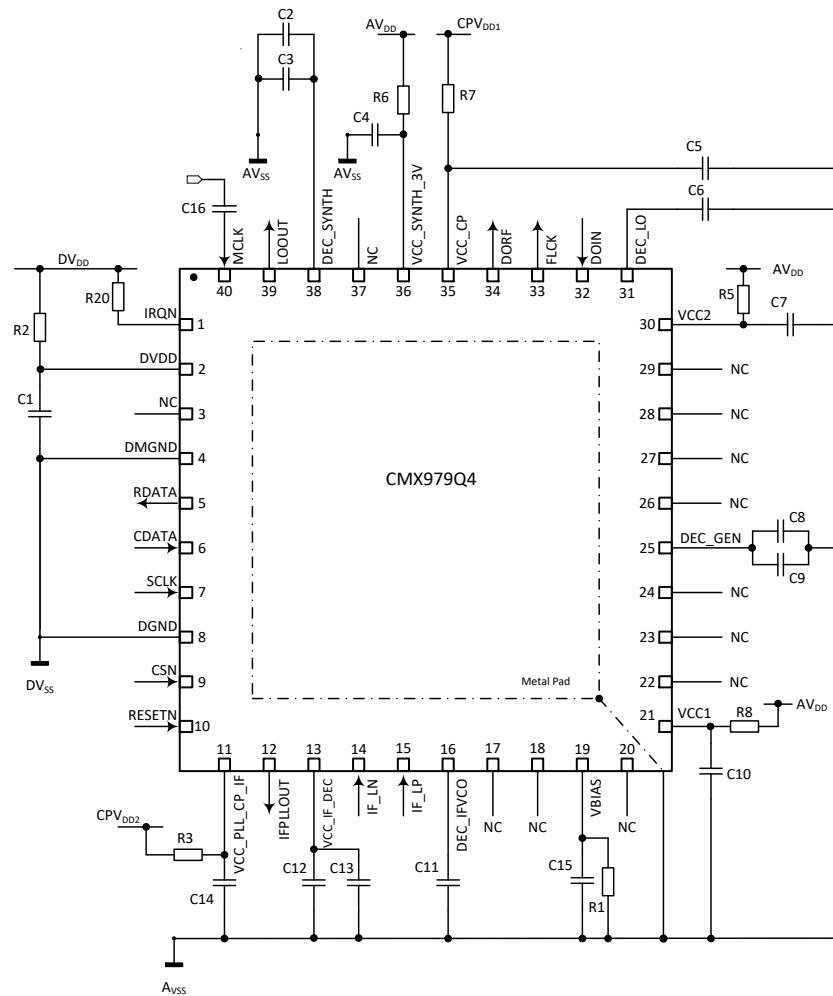 C2
AVDD
CPVDD1
C3
R6
R7
C4
C5
AVSS
AVSS
C6
C16
MCLK
LOOUT
DEC_SYNTH
NC
VCC_SYNTH_3V
VCC_CP
DORF
FLCK
DOIN
DEC_LO
DVDD
AVDD
40
39
38
37
36
35
34
33
32
31
R20
R5
C7
R2
IRQN
1
30
VCC2
DVDD
2
29
NC
C1
NC
3
28
NC
DMGND
4
27
NC
CMX979Q4
RDATA
5
26
NC
C8
CDATA
6
25
DEC_GEN
C9
SCLK
7
24
NC
DGND
8
23
NC
DVSS
CSN
9
22
NC
Metal Pad
RESETN
10
21
VCC1
R8
AVDD
11
12
13
14
15
16
17
18
19
20
C10
VCC_PLL_CP_IF
IFPLLOUT
VCC_IF_DEC
IF_LN
IF_LP
DEC_IFVCO
NC
NC
VBIAS
NC
CPVDD2
R3
C14
C12
C13
C11
C15
R1
AVSS